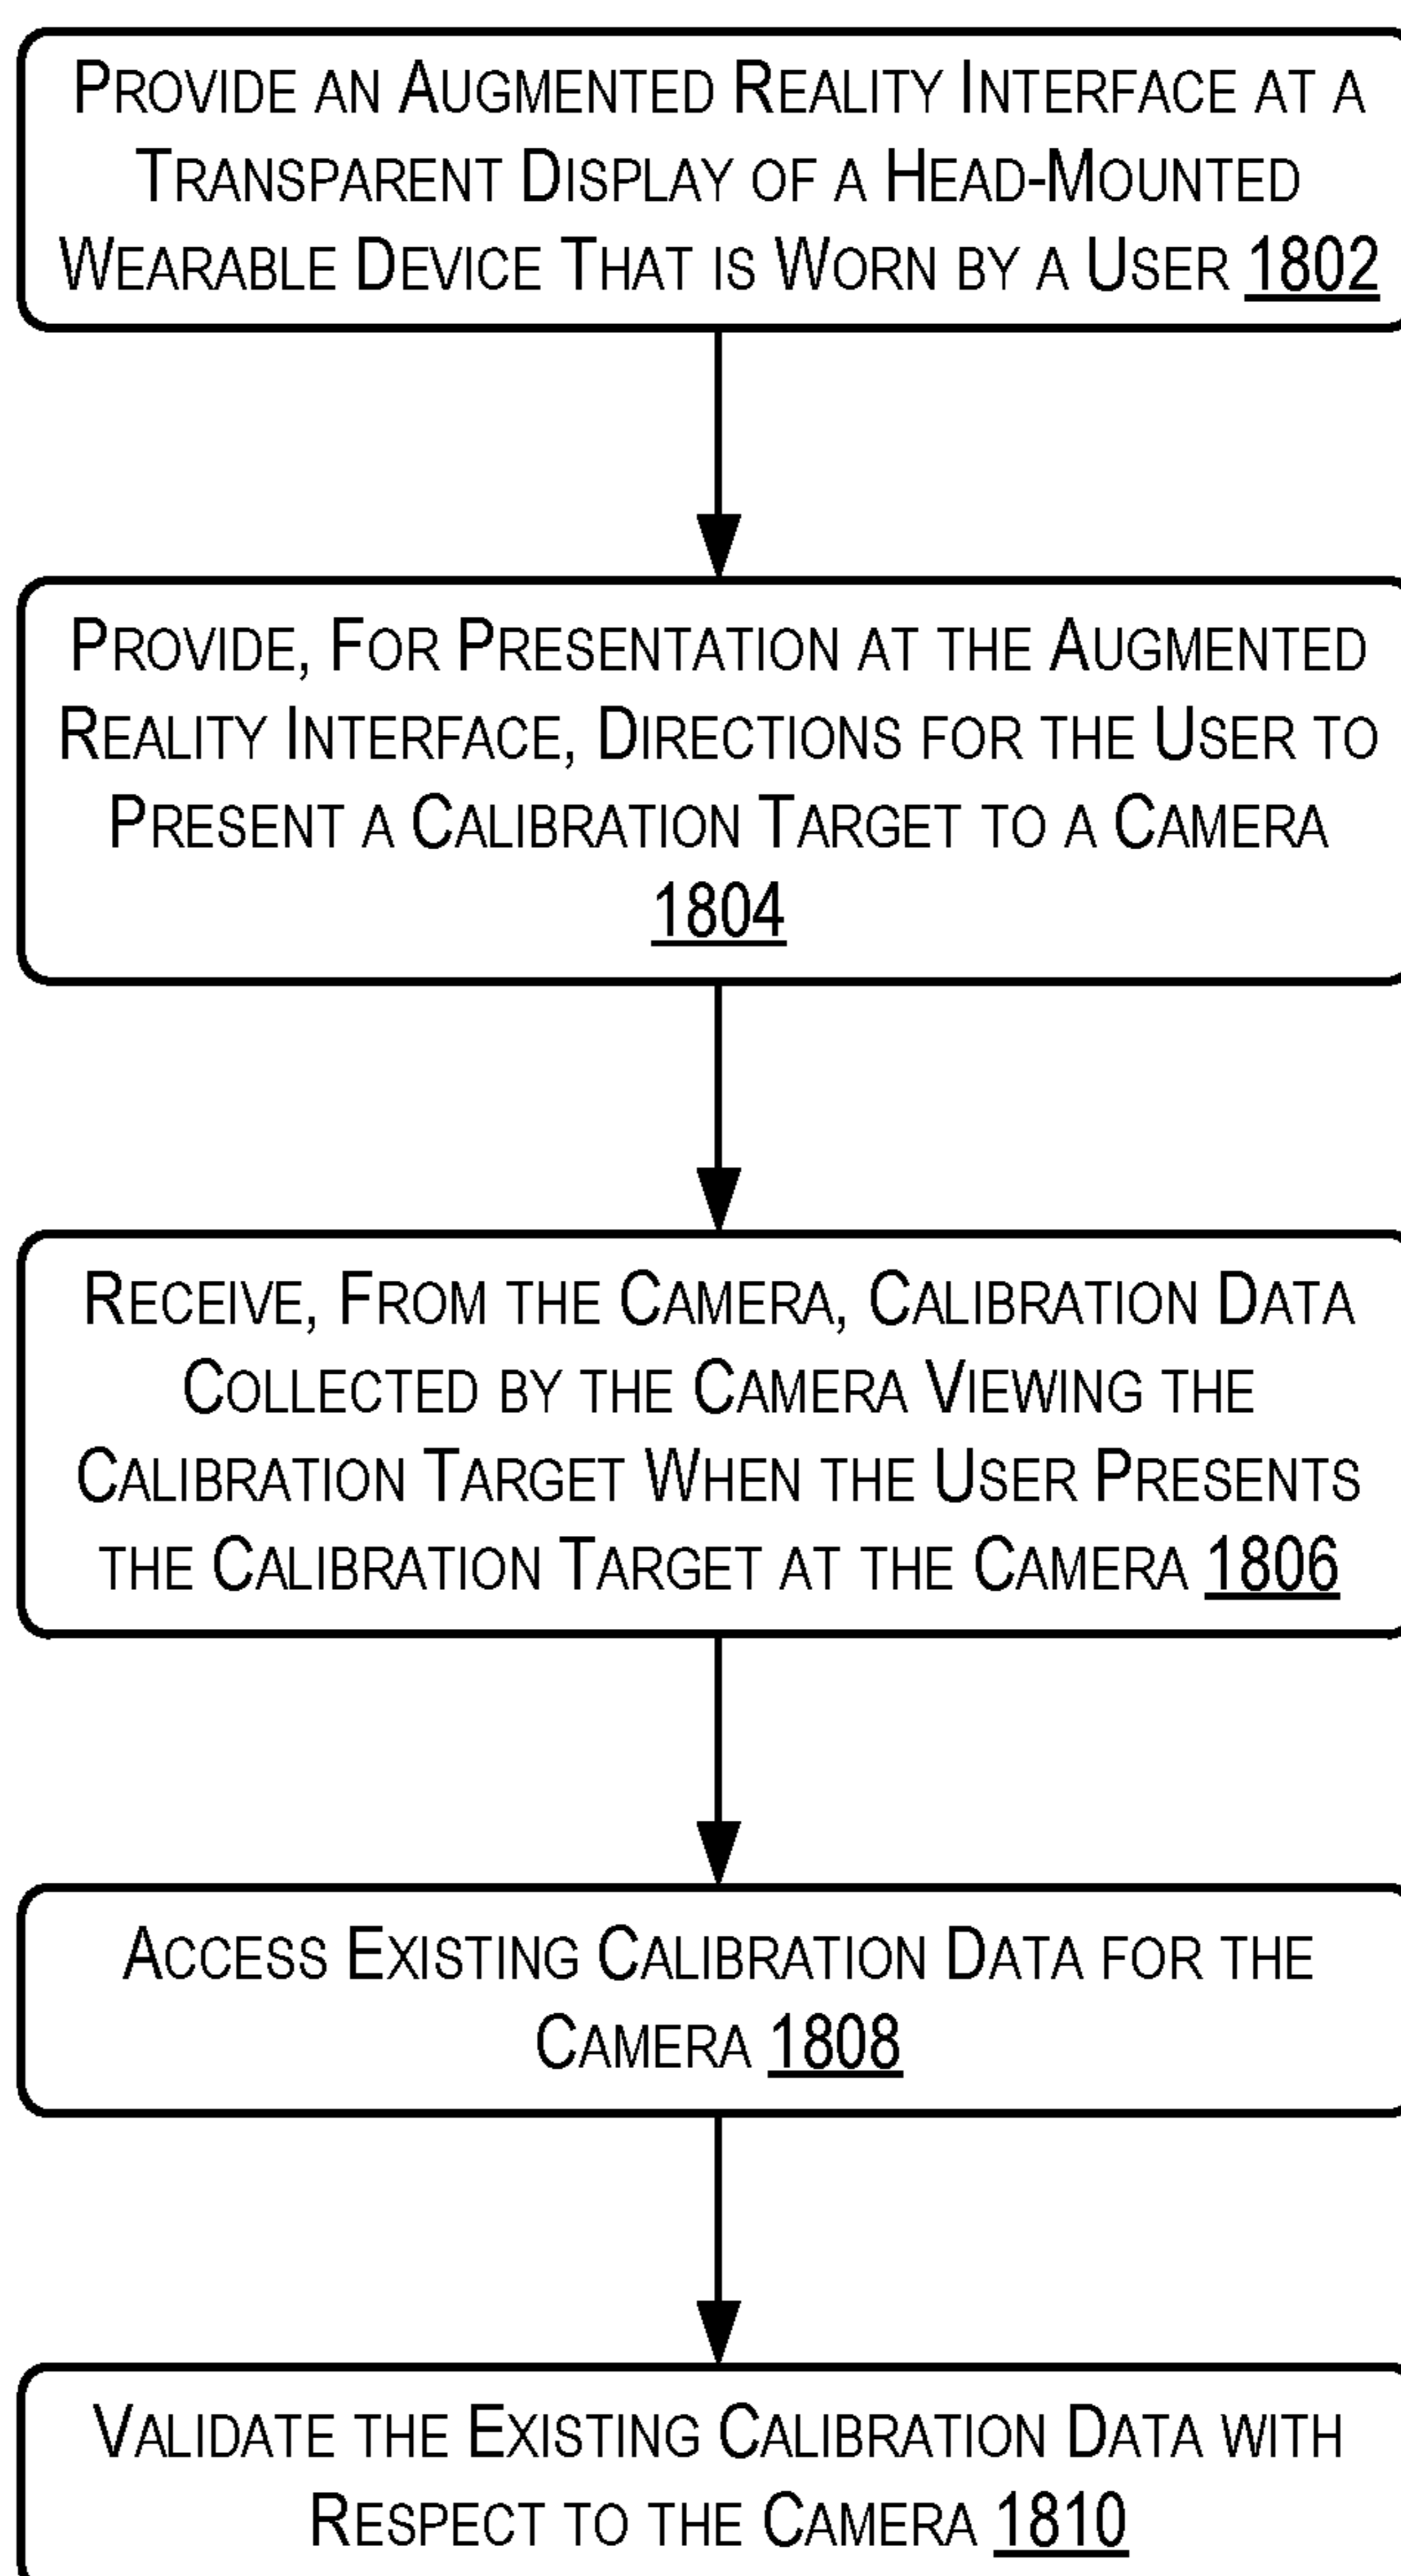 PROVIDE AN AUGMENTED REALITY INTERFACE AT A
TRANSPARENT DISPLAY OF A HEAD-MOUNTED
WEARABLE DEVICE THAT IS WORN BY A USER 1802
PROVIDE, FOR PRESENTATION AT THE AUGMENTED
REALITY INTERFACE, DIRECTIONS FOR THE USER TO
PRESENT A CALIBRATION TARGET TO A CAMERA
1804
RECEIVE, FROM THE CAMERA, CALIBRATION DATA
COLLECTED BY THE CAMERA VIEWING THE
CALIBRATION TARGET WHEN THE USER PRESENTS
THE CALIBRATION TARGET AT THE CAMERA 1806
ACCESS EXISTING CALIBRATION DATA FOR THE
CAMERA 1808
VALIDATE THE EXISTING CALIBRATION DATA WITH
RESPECT TO THE CAMERA 1810